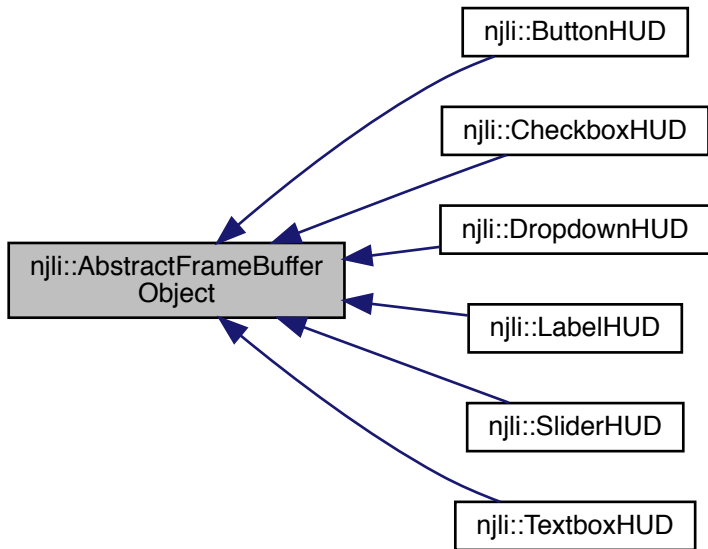 njli::ButtonHUD
njli::CheckboxHUD
njli::DropdownHUD
njli::AbstractFrameBuffer
Object
njli::LabelHUD
njli::SliderHUD
njli::TextboxHUD